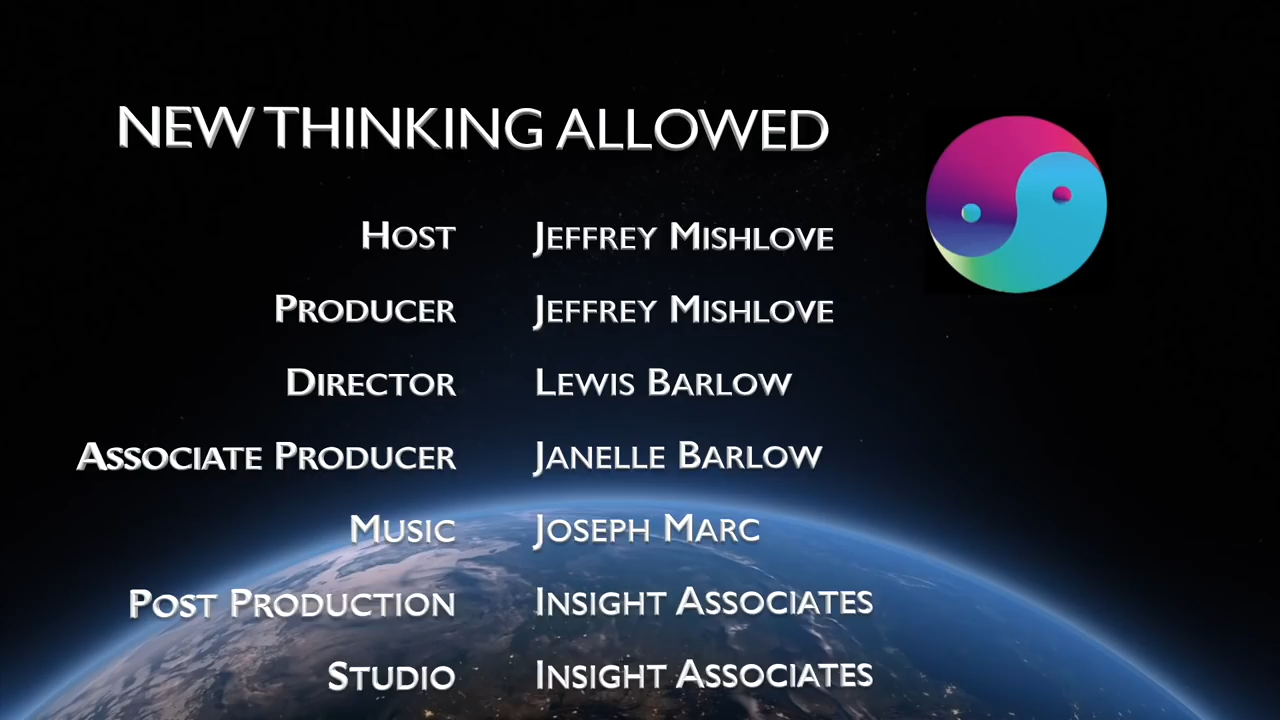 NEW THINKING ALLOWED
HOST JEFFREY MISHLOVE
PRODUCER JEFFREY MISHLOVE
DIRECTOR LEWIS BARLOW
ASSOCIATE PRODUCER JANELLE BARLOW
MUSIC JOSEPH MARC
POST PRODUCTION INSIGHT ASSOCIATES
STUDIO INSIGHT ASSOCIATES